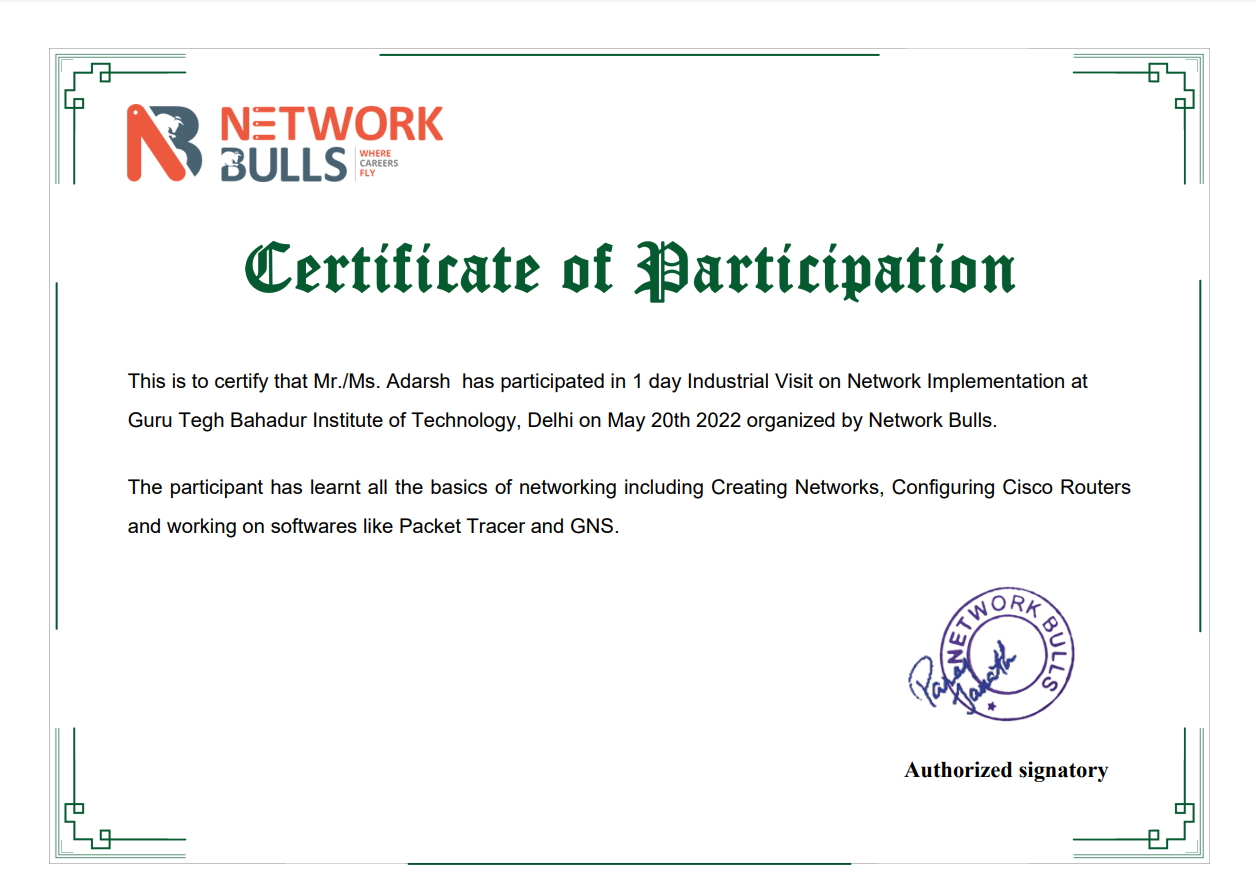 NETWORK
BULLS
WHERE
CAREERS
FLY
Certificate of Participation
This is to certify that Mr./Ms. Adarsh has participated in 1 day Industrial Visit on Network Implementation at
Guru Tegh Bahadur Institute of Technology, Delhi on May 20th 2022 organized by Network Bulls.
The participant has learnt all the basics of networking including Creating Networks, Configuring Cisco Routers
and working on softwares like Packet Tracer and GNS.
NETWORK BULLS
Authorized signatory